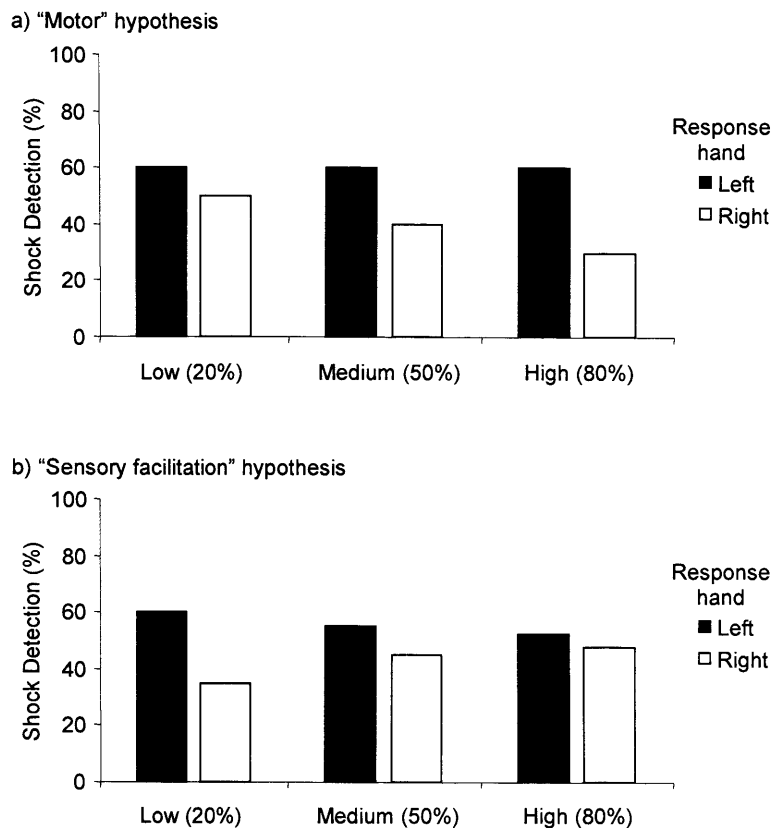 a) “Motor” hypothesis
100
80
60
40
20
0
Shock Detection (%)
Low (20%)
Medium (50%)
High (80%)
Response
hand
Left
Right
b) “Sensory facilitation” hypothesis
100
80
60
40
20
0
Shock Detection (%)
Low (20%)
Medium (50%)
High (80%)
Response
hand
Left
Right